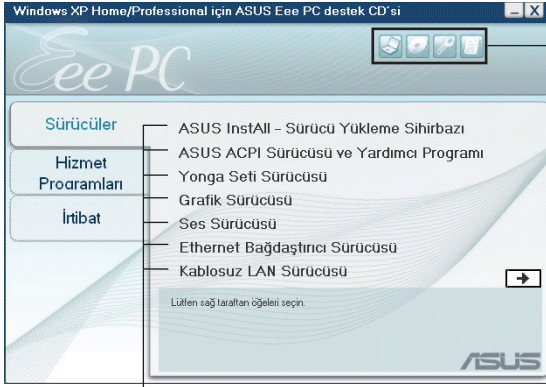 Windows XP Home/Professional için ASUS Eee PC destek CD'si
Eee PC
Sürücüler
Hizmet
Programları
İrtibat
ASUS InstAll - Sürücü Yükleme Sihirbazı
ASUS ACPI Sürücüsü ve Yardımcı Programı
Yonga Seti Sürücüsü
Grafik Sürücüsü
Ses Sürücüsü
Ethernet Bağdaştırıcı Sürücüsü
Kablosuz LAN Sürücüsü
Lütfen sağ taraftan öğeleri seçin.
ASUS